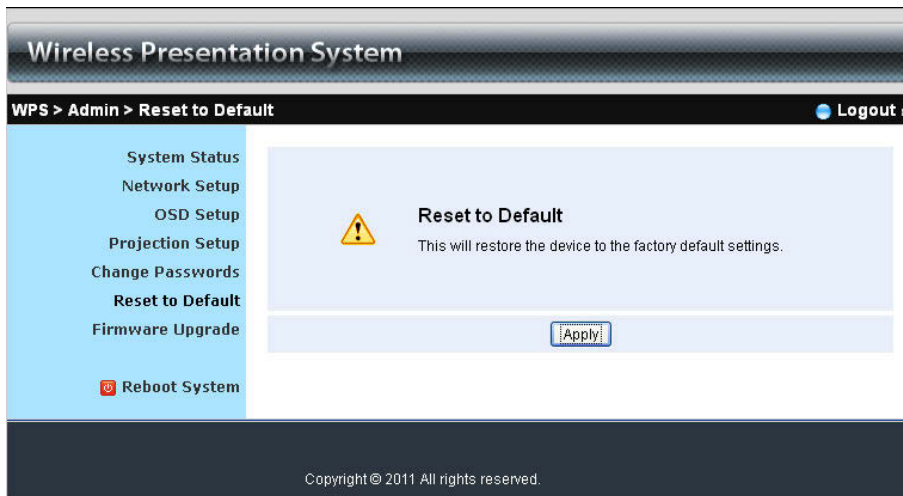 Wireless Presentation System
WPS > Admin > Reset to Default
Logout
System Status
Network Setup
OSD Setup
Projection Setup
Change Passwords
Reset to Default
Firmware Upgrade
Reboot System
Reset to Default
This will restore the device to the factory default settings.
Apply
Copyright © 2011 All rights reserved.